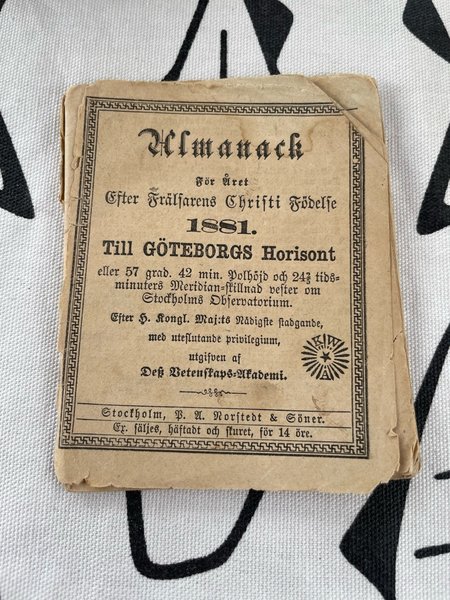 Almanack
För Året
Efter Frälsarens Christi Födelse
1881.
Till GÖTEBORGS Horisont
eller 57 grad. 42 min. Polhöjd och 24¾ tids-
minuters Meridian-skillnad vester om
Stockholms Observatorium.
Efter H. Kongl. Maj:ts Nådigste stadgande,
med uteslutande privilegium,
utgifven af
Deß Vetenskaps-Akademi.
Stockholm, P. A. Norstedt & Söner.
Ex. säljes, häftadt och skuret, för 14 öre.